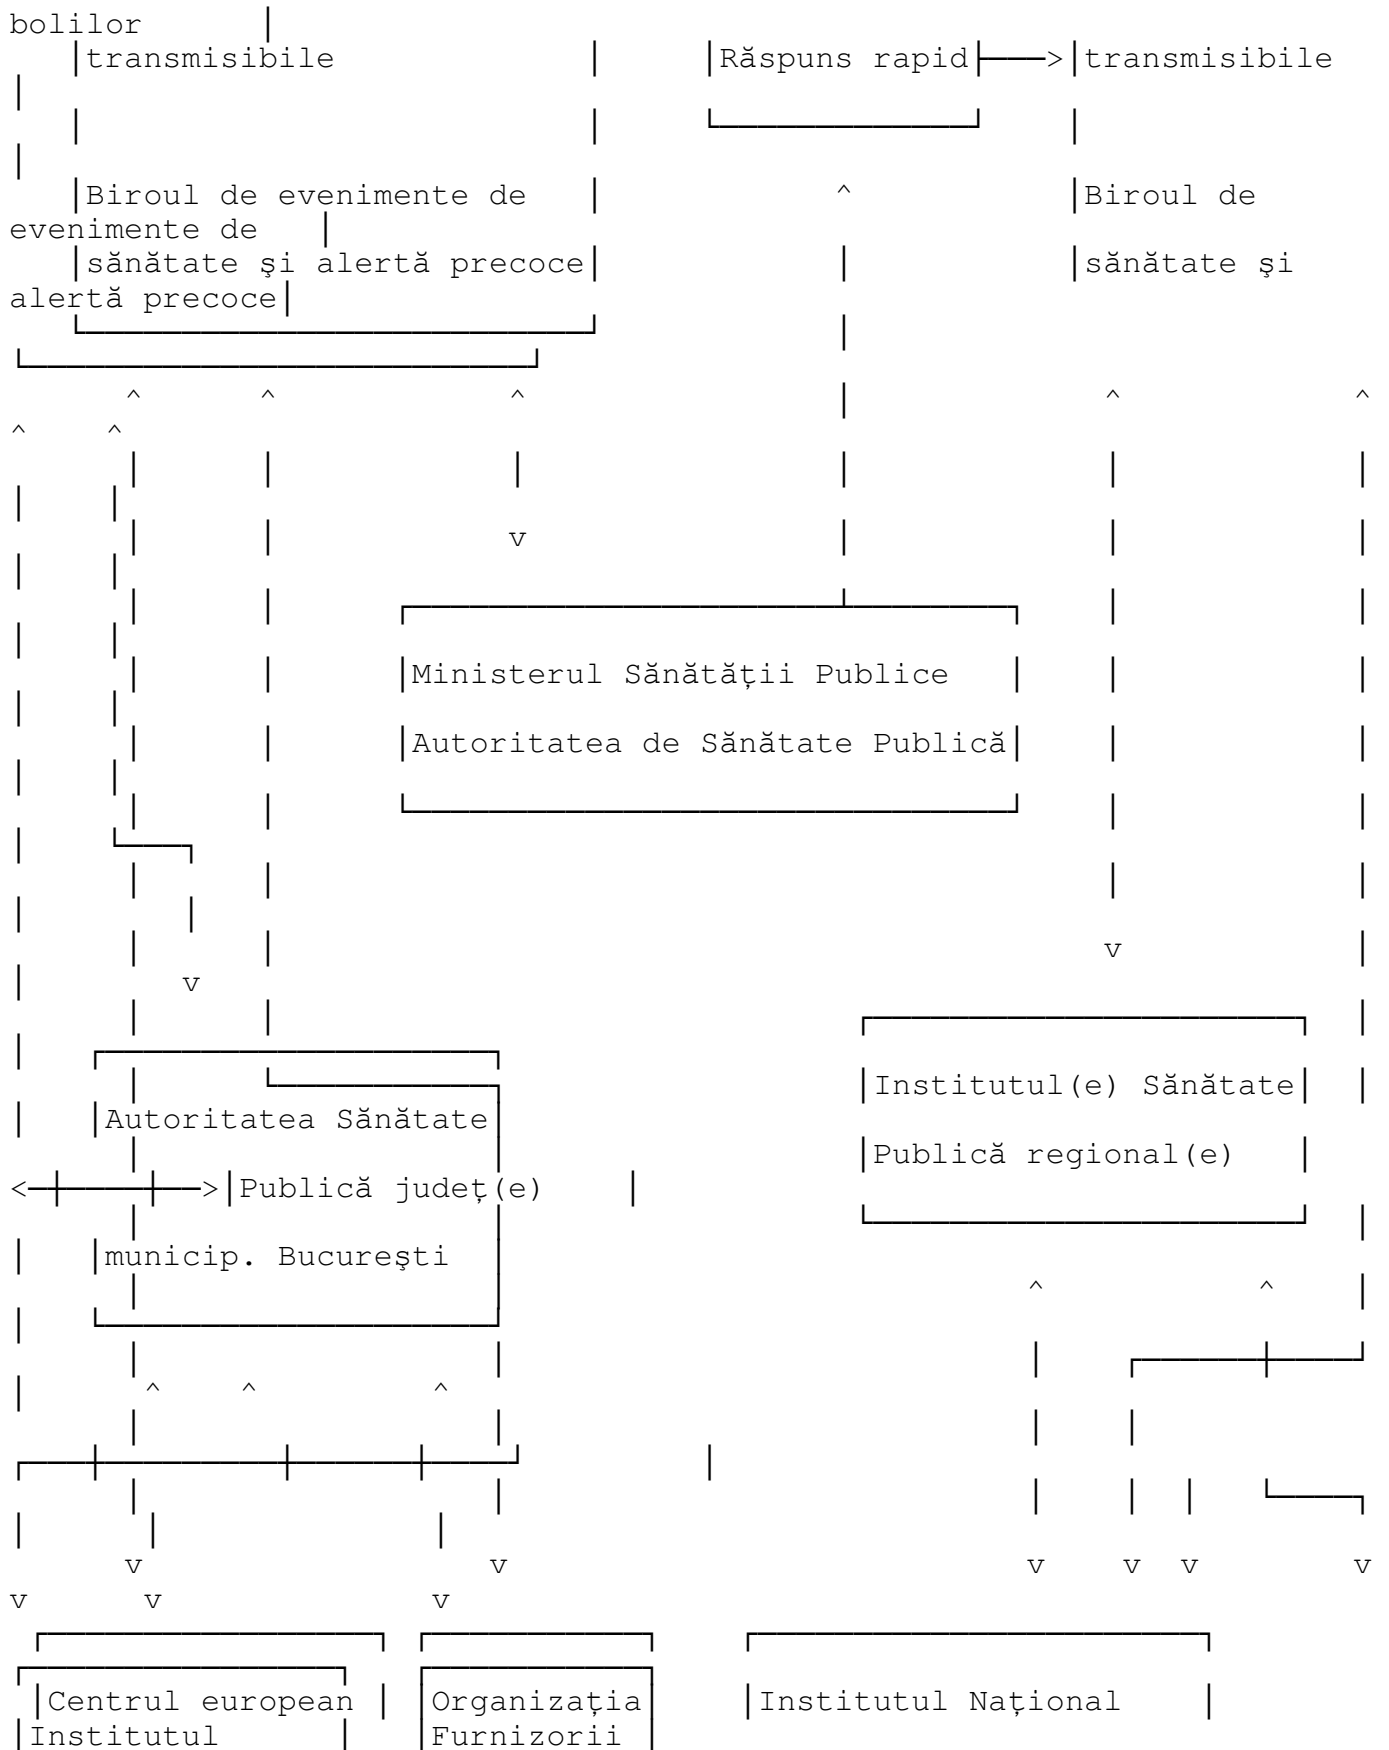 bolilor
transmisibile Răspuns rapid transmisibile
Biroul de evenimente de Biroul de
evenimente de
sănătate şi alertă precoce sănătate şi
alertă precoce
Ministerul Sănătăţii Publice
Autoritatea de Sănătate Publică
Institutul(e) Sănătate
Autoritatea Sănătate
Publică regional(e)
Publică judeţ(e)
municip. Bucureşti
Centrul european Organizaţia Institutul Naţional
Institutul Furnizorii